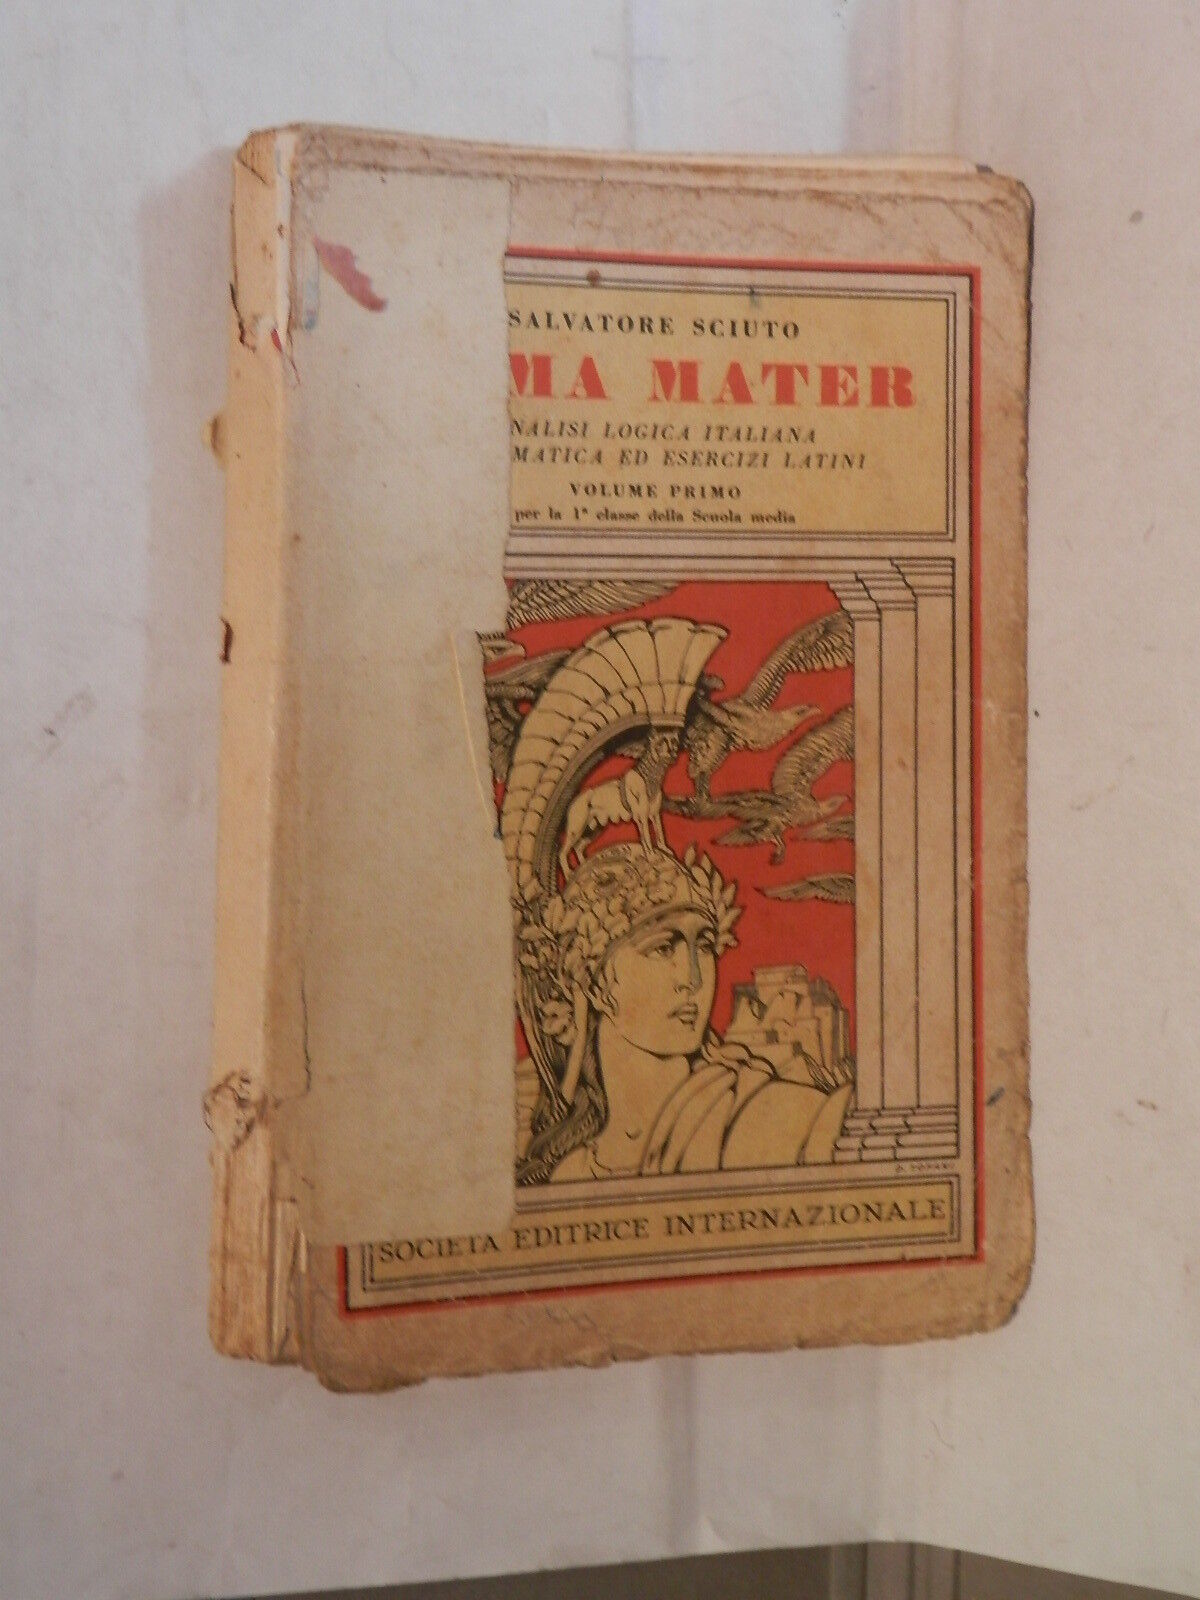 SALVATORE SCIUTO
MA MATER
NALISI LOGICA ITALIANA
MATICA ED ESERCIZI LATINI
VOLUME PRIMO
per la 1ª classe della Scuola media
SOCIETA EDITRICE INTERNAZIONALE